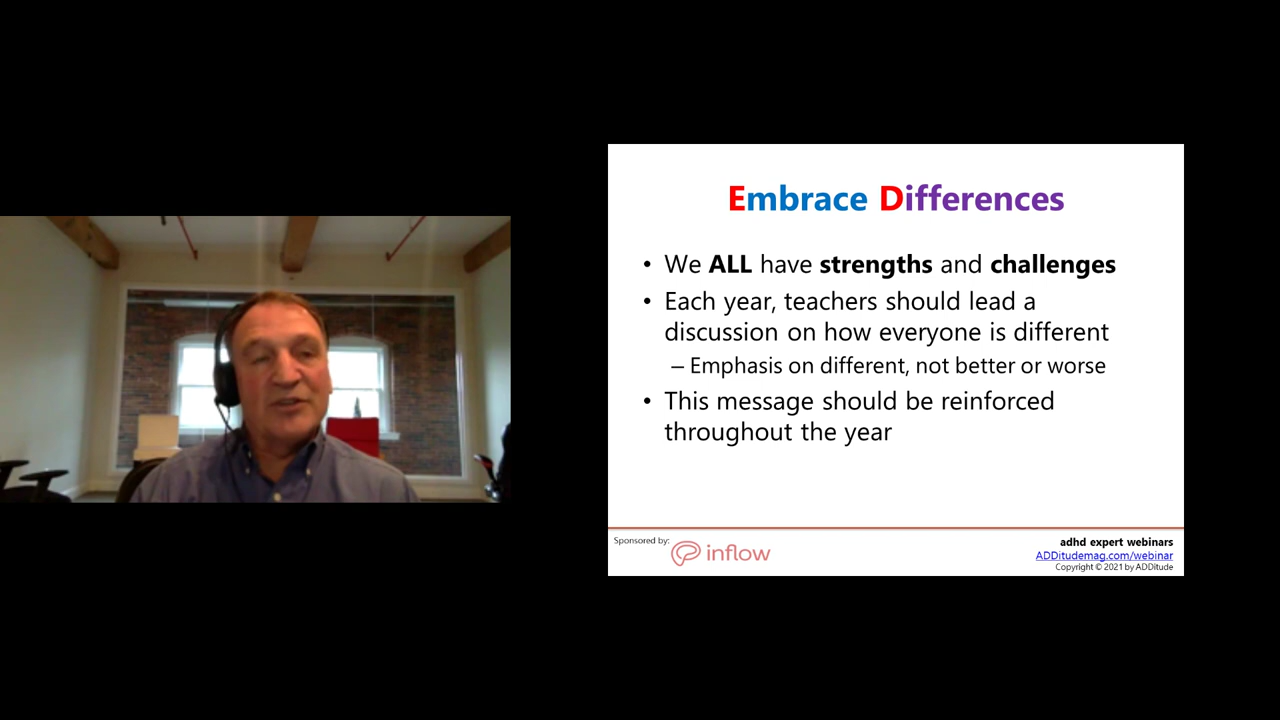 Embrace Differences
• We ALL have strengths and challenges
• Each year, teachers should lead a
discussion on how everyone is different
– Emphasis on different, not better or worse
• This message should be reinforced
throughout the year
Sponsored by:
inflow
adhd expert webinars
ADDitudemag.com/webinar
Copyright © 2021 by ADDitude